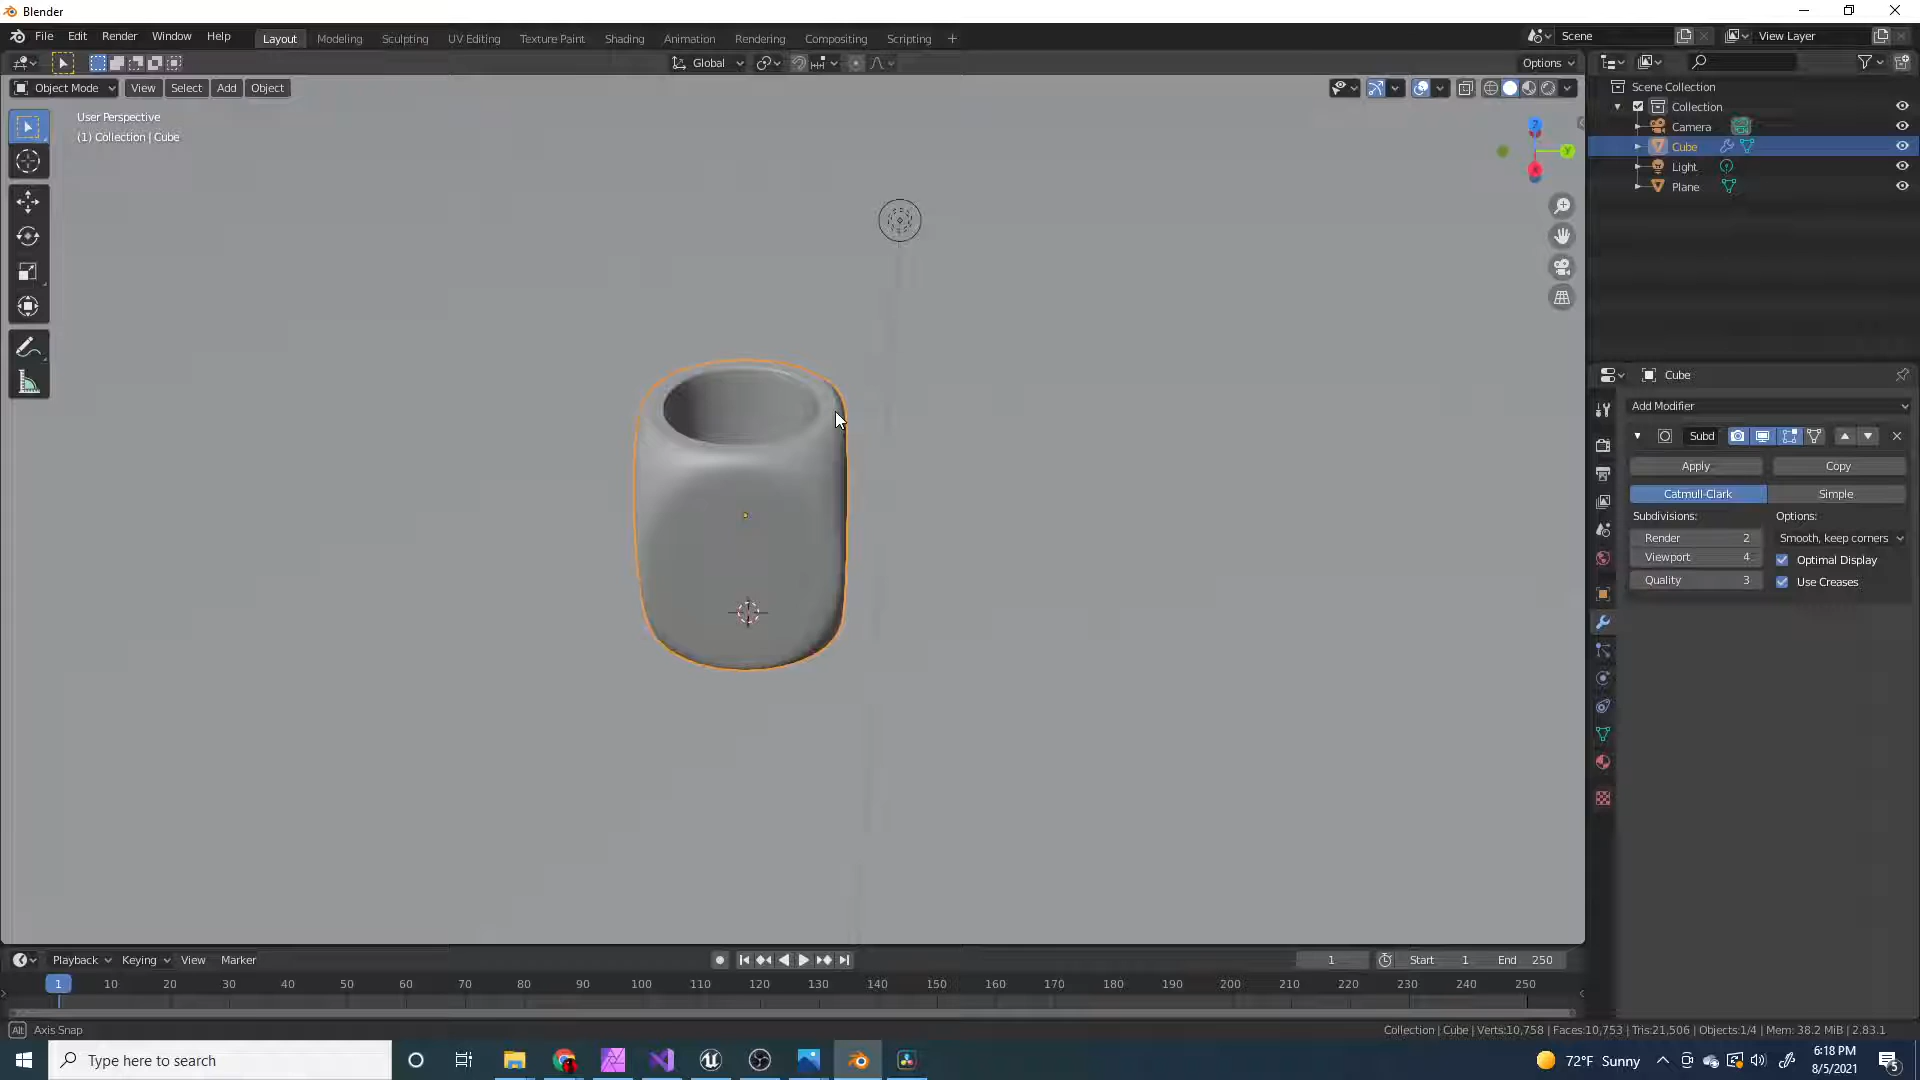 Blender
File Edit Render Window Help Layout Modeling Sculpting UV Editing Texture Paint Shading Animation Rendering Compositing Scripting + Scene View Layer
Global Options
Object Mode View Select Add Object
User Perspective
(1) Collection | Cube
Z
Y
X
Scene Collection
Collection
Camera
Cube
Light
Plane
Cube
Add Modifier
Subd
Apply Copy
Catmull-Clark Simple
Subdivisions: Options:
Render 2 Smooth, keep corners
Viewport 4 Optimal Display
Quality 3 Use Creases
Playback Keying View Marker 1 Start 1 End 250
1 10 20 30 40 50 60 70 80 90 100 110 120 130 140 150 160 170 180 190 200 210 220 230 240 250
Alt Axis Snap Collection | Cube | Verts:10,758 | Faces:10,753 | Tris:21,506 | Objects:1/4 | Mem: 38.2 MiB | 2.83.1
Type here to search 72°F Sunny 6:18 PM
8/5/2021 5